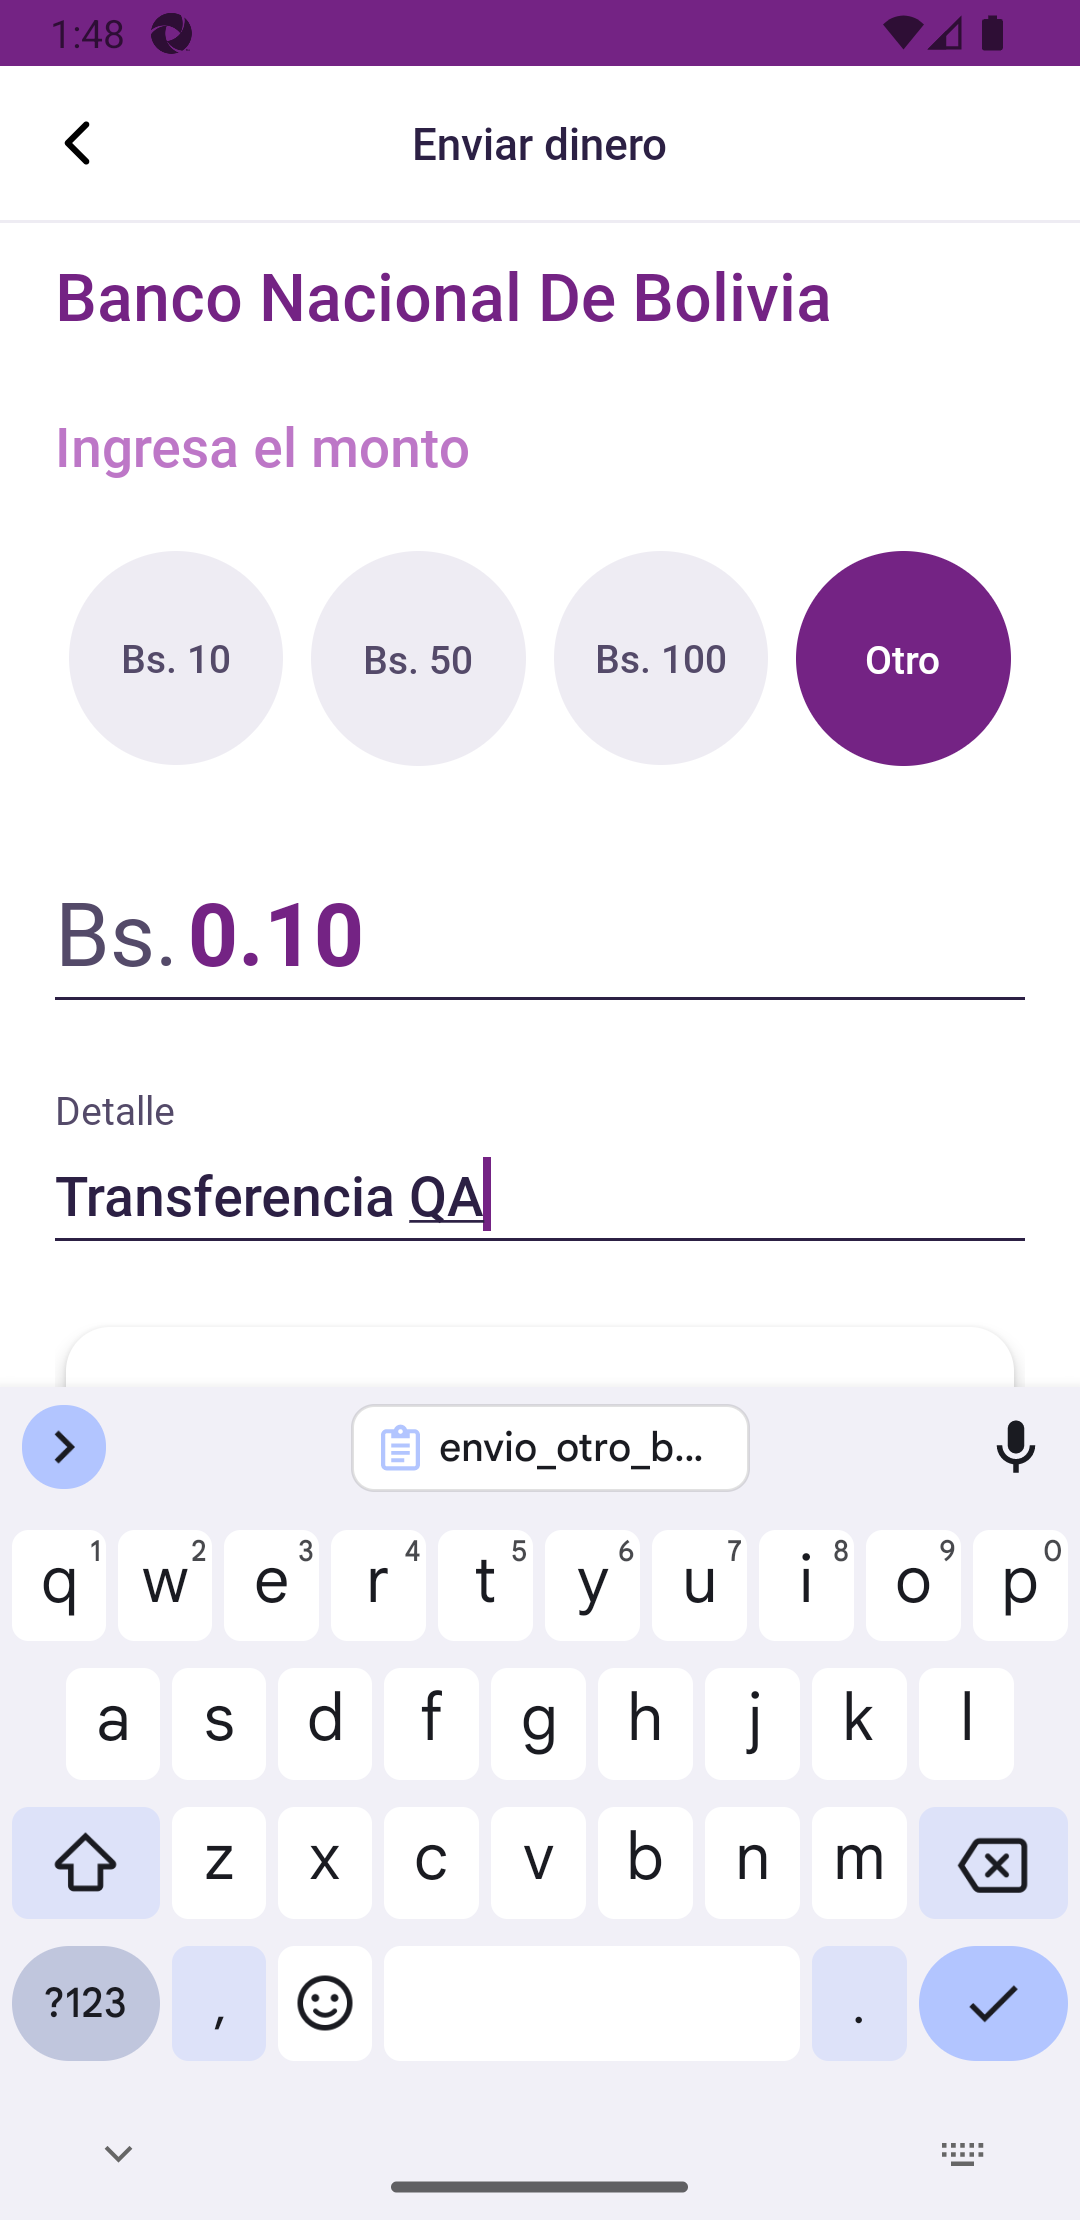 1:48
Enviar dinero
Banco Nacional De Bolivia
Ingresa el monto
Bs. 10 Bs. 50 Bs. 100 Otro
Bs. 0.10
Detalle
Transferencia QA
envio_otro_b...
q 1 w 2 e 3 r 4 t 5 y 6 u 7 i 8 o 9 p 0
a s d f g h j k l
z x c v b n m
?123 , .